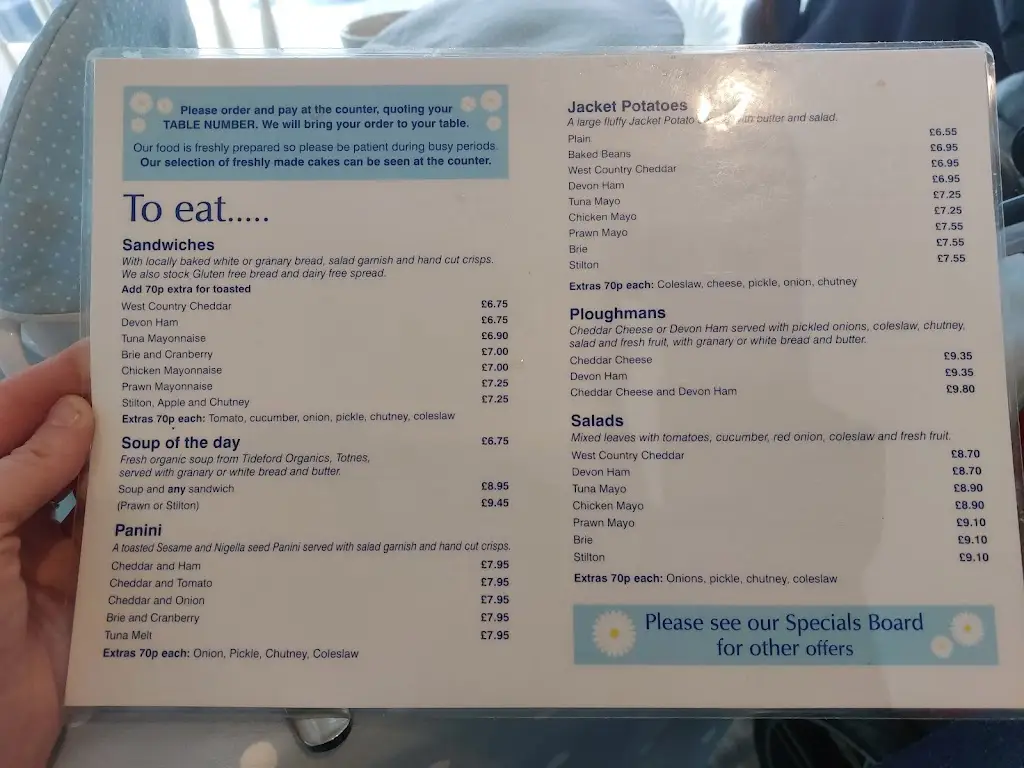 Please order and pay at the counter, quoting your
TABLE NUMBER. We will bring your order to your table.
Our food is freshly prepared so please be patient during busy periods.
Our selection of freshly made cakes can be seen at the counter.
To eat.....
Sandwiches
With locally baked white or granary bread, salad garnish and hand cut crisps.
We also stock Gluten free bread and dairy free spread.
Add 70p extra for toasted
West Country Cheddar £6.75
Devon Ham £6.75
Tuna Mayonnaise £6.90
Brie and Cranberry £7.00
Chicken Mayonnaise £7.00
Prawn Mayonnaise £7.25
Stilton, Apple and Chutney £7.25
Extras 70p each: Tomato, cucumber, onion, pickle, chutney, coleslaw
Soup of the day £6.75
Fresh organic soup from Tideford Organics, Totnes,
served with granary or white bread and butter.
Soup and any sandwich £8.95
(Prawn or Stilton) £9.45
Panini
A toasted Sesame and Nigella seed Panini served with salad garnish and hand cut crisps.
Cheddar and Ham £7.95
Cheddar and Tomato £7.95
Cheddar and Onion £7.95
Brie and Cranberry £7.95
Tuna Melt £7.95
Extras 70p each: Onion, Pickle, Chutney, Coleslaw
Jacket Potatoes
A large fluffy Jacket Potato with butter and salad.
Plain £6.55
Baked Beans £6.95
West Country Cheddar £6.95
Devon Ham £6.95
Tuna Mayo £7.25
Chicken Mayo £7.25
Prawn Mayo £7.55
Brie £7.55
Stilton £7.55
Extras 70p each: Coleslaw, cheese, pickle, onion, chutney
Ploughmans
Cheddar Cheese or Devon Ham served with pickled onions, coleslaw, chutney,
salad and fresh fruit, with granary or white bread and butter.
Cheddar Cheese £9.35
Devon Ham £9.35
Cheddar Cheese and Devon Ham £9.80
Salads
Mixed leaves with tomatoes, cucumber, red onion, coleslaw and fresh fruit.
West Country Cheddar £8.70
Devon Ham £8.70
Tuna Mayo £8.90
Chicken Mayo £8.90
Prawn Mayo £9.10
Brie £9.10
Stilton £9.10
Extras 70p each: Onions, pickle, chutney, coleslaw
Please see our Specials Board
for other offers